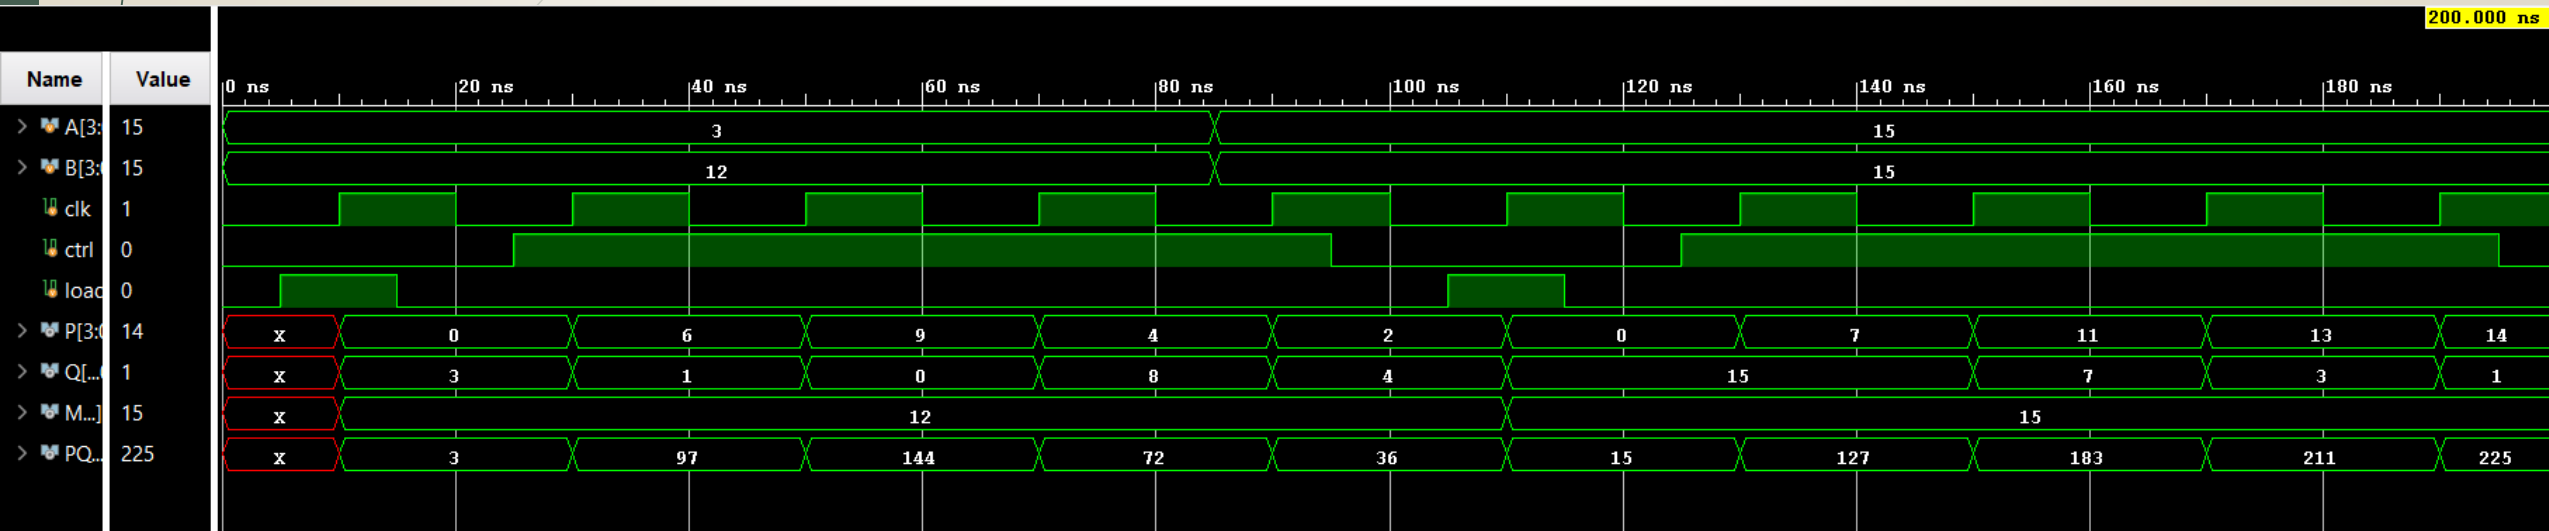 200.000 ns
Name Value
0 ns 20 ns 40 ns 60 ns 80 ns 100 ns 120 ns 140 ns 160 ns 180 ns
A[3: 15 3 15
B[3:0 15 12 15
clk 1
ctrl 0
load 0
P[3:0 14 X 0 6 9 4 2 0 7 11 13 14
Q[...0 1 X 3 1 0 8 4 15 7 3 1
M...] 15 X 12 15
PQ... 225 X 3 97 144 72 36 15 127 183 211 225